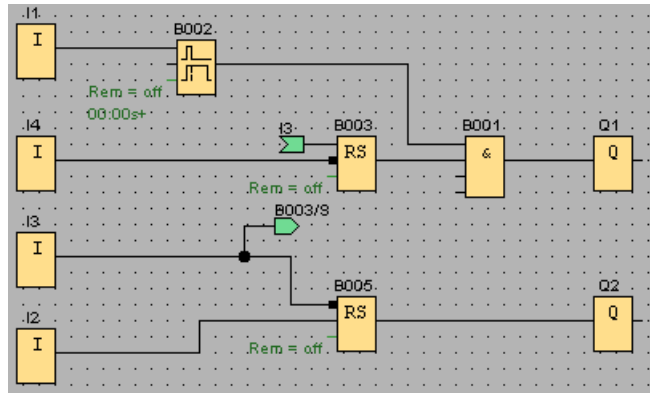 I1
I
B002
Rem = off
00:00s+
I4
I
I3
B003
RS
Rem = off
B001
&
Q1
Q
I3
I
B003/S
B005
RS
Rem = off
Q2
Q
I2
I